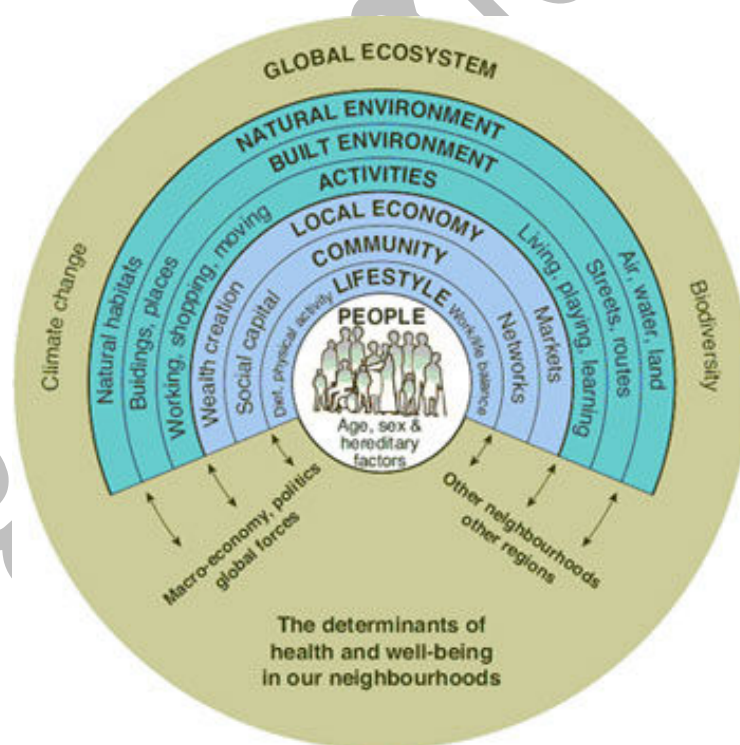 GLOBAL ECOSYSTEM
NATURAL ENVIRONMENT
BUILT ENVIRONMENT
ACTIVITIES
LOCAL ECONOMY
COMMUNITY
LIFESTYLE
PEOPLE
Age, sex &
hereditary
factors
Climate change
Natural habitats
Buidings, places
Working, shopping, moving
Wealth creation
Social capital
Diet, physical activity
Work/life balance
Networks
Markets
Living, playing, learning
Streets, routes
Air, water, land
Biodiversity
Macro-economy, politics
global forces
Other neighbourhoods
other regions
The determinants of
health and well-being
in our neighbourhoods